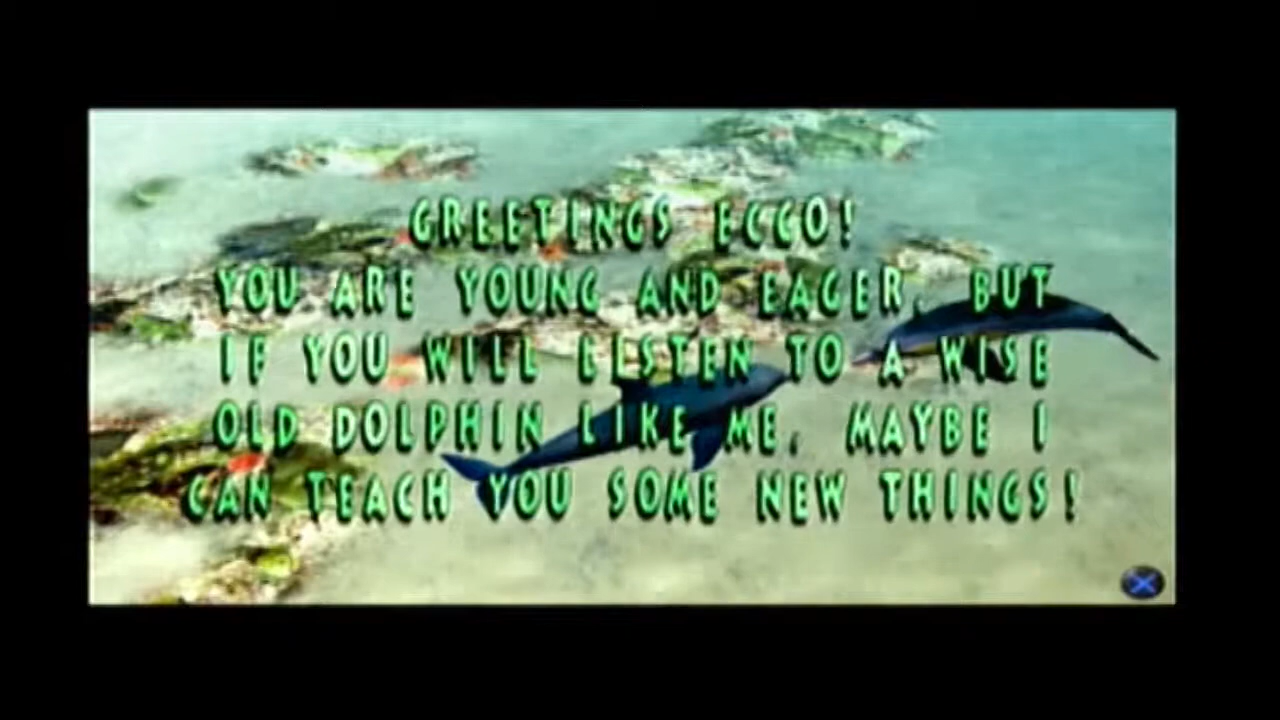 GREETINGS ECCO!
YOU ARE YOUNG AND EAGER, BUT
IF YOU WILL LISTEN TO A WISE
OLD DOLPHIN LIKE ME, MAYBE I
CAN TEACH YOU SOME NEW THINGS!